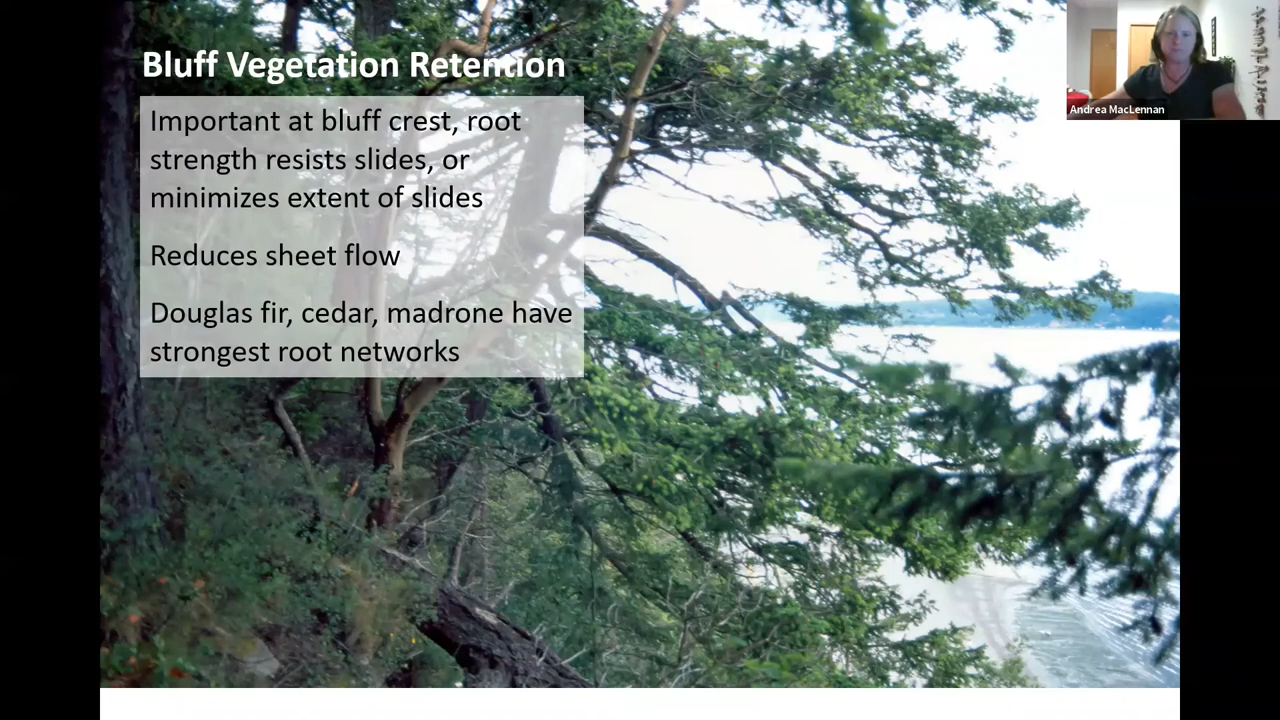 Bluff Vegetation Retention
Important at bluff crest, root
strength resists slides, or
minimizes extent of slides
Reduces sheet flow
Douglas fir, cedar, madrone have
strongest root networks
Andrea MacLennan